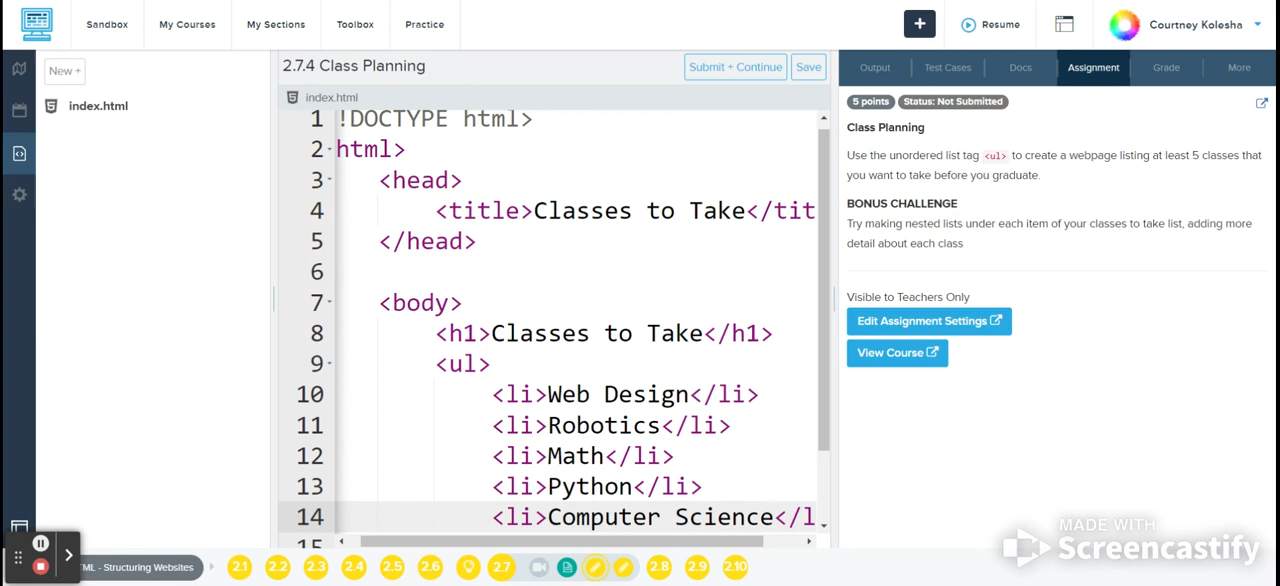 Sandbox
My Courses
My Sections
Toolbox
Practice
+
Resume
Courtney Kolesha
New +
index.html
2.7.4 Class Planning
Submit + Continue
Save
index.html
1 !DOCTYPE html>
2 html>
3 <head>
4 <title>Classes to Take</tit
5 </head>
6
7 <body>
8 <h1>Classes to Take</h1>
9 <ul>
10 <li>Web Design</li>
11 <li>Robotics</li>
12 <li>Math</li>
13 <li>Python</li>
14 <li>Computer Science</l
15
Output
Test Cases
Docs
Assignment
Grade
More
5 points
Status: Not Submitted
Class Planning
Use the unordered list tag <ul> to create a webpage listing at least 5 classes that
you want to take before you graduate.
BONUS CHALLENGE
Try making nested lists under each item of your classes to take list, adding more
detail about each class
Visible to Teachers Only
Edit Assignment Settings
View Course
MADE WITH
Screencastify
ML - Structuring Websites
2.1
2.2
2.3
2.4
2.5
2.6
2.7
2.8
2.9
2.10